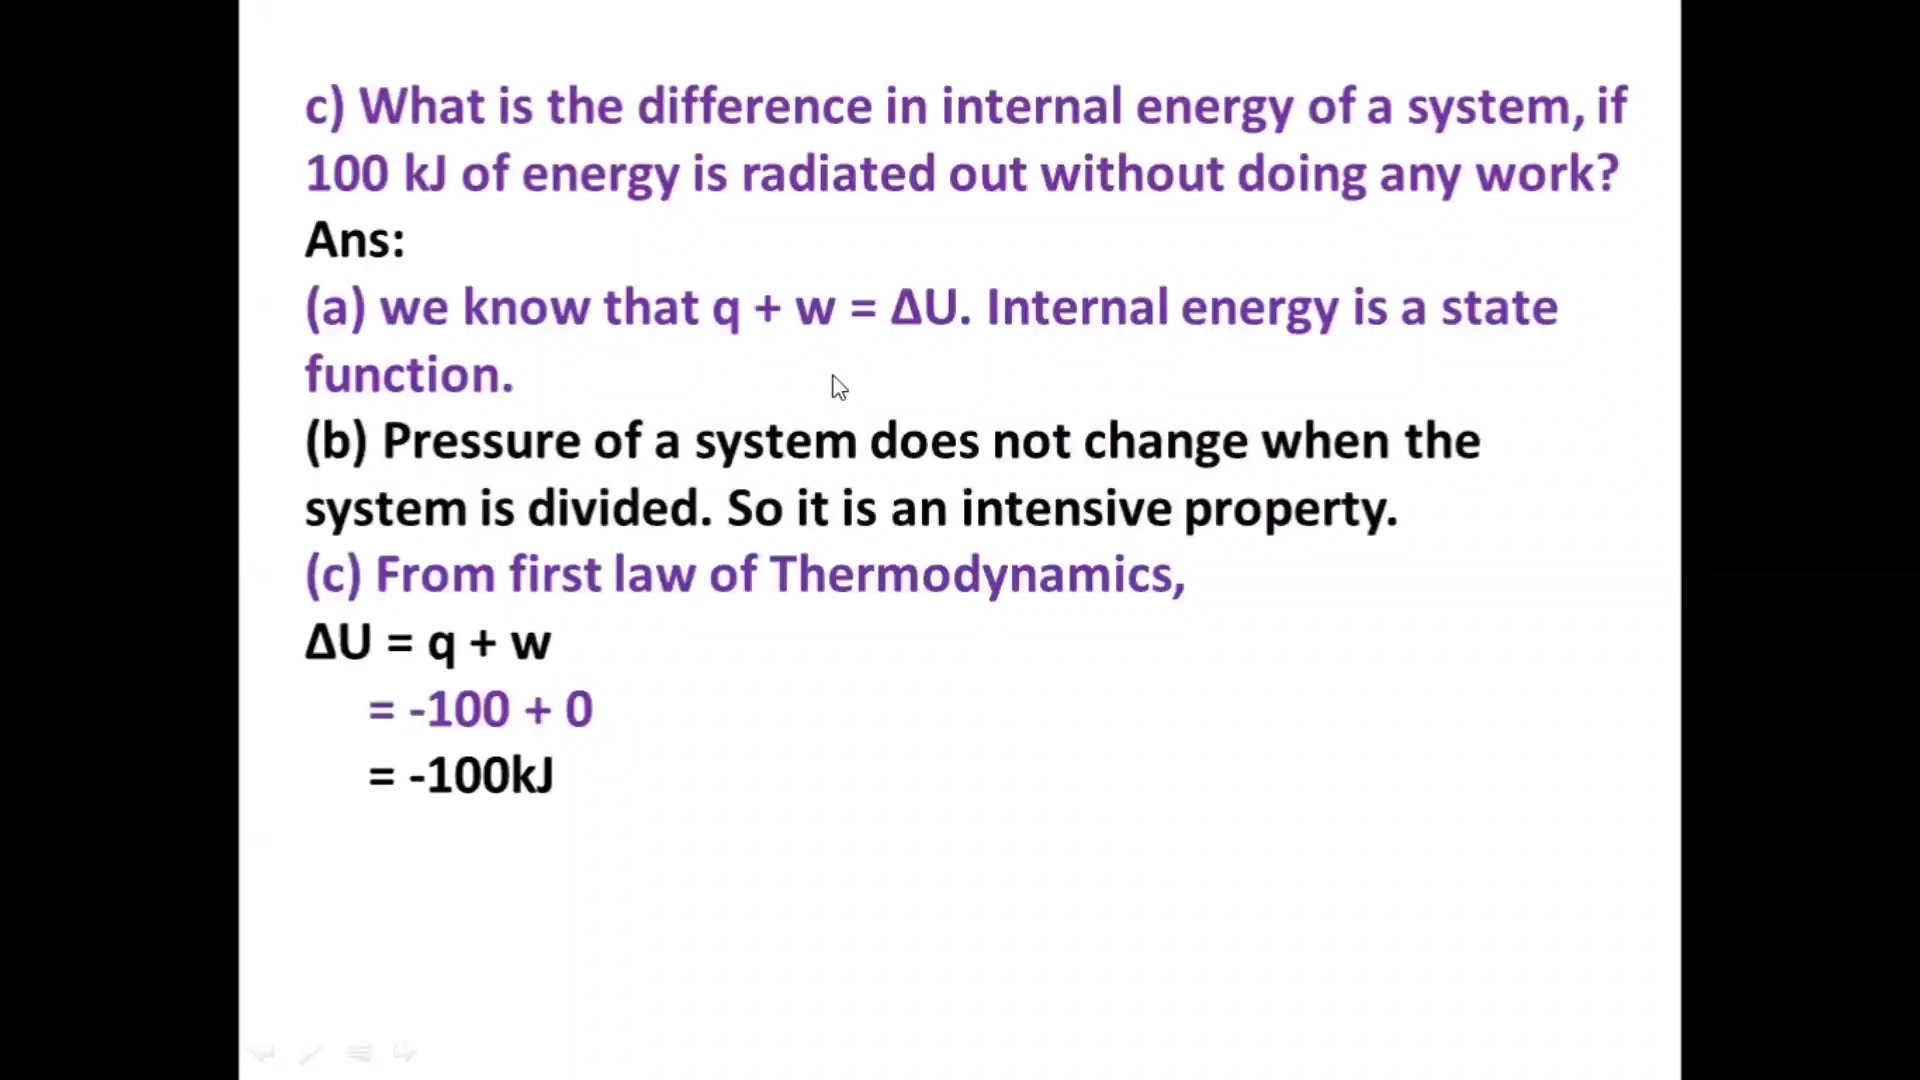 c) What is the difference in internal energy of a system, if
100 kJ of energy is radiated out without doing any work?
Ans:
(a) we know that q + w = ΔU. Internal energy is a state
function.
(b) Pressure of a system does not change when the
system is divided. So it is an intensive property.
(c) From first law of Thermodynamics,
ΔU = q + w
= -100 + 0
= -100kJ